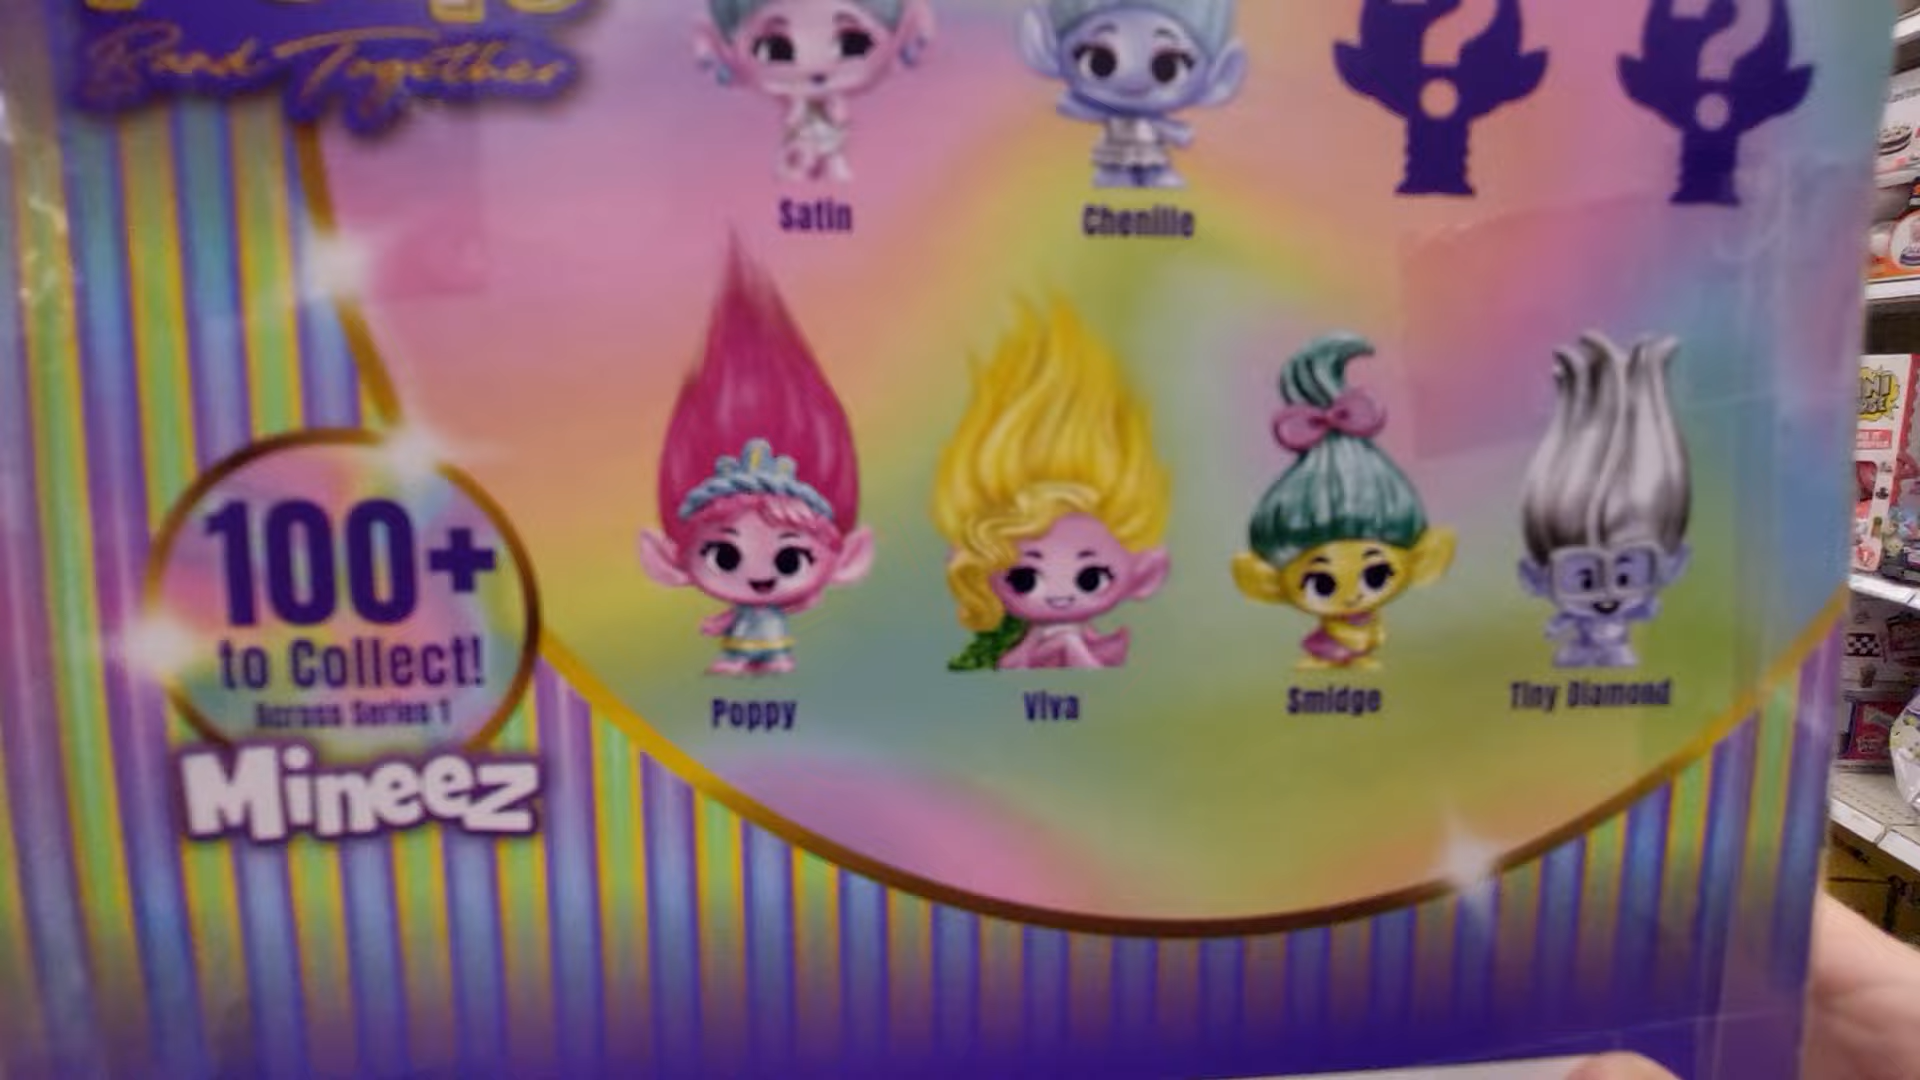 Band Together
? ?
Satin Chenille
100+
to Collect!
Across Series 1
Mineez
Poppy Viva Smidge Tiny Diamond